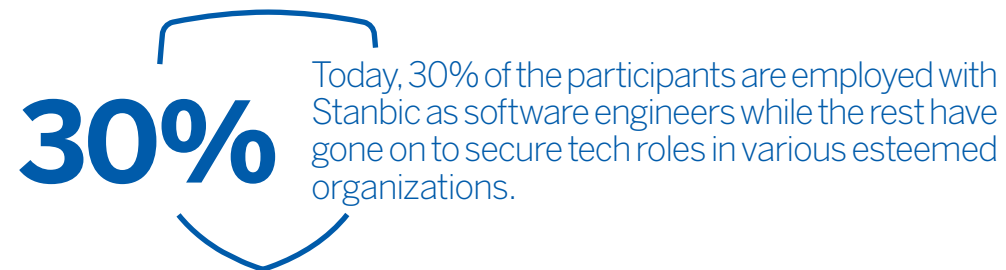 30%
Today, 30% of the participants are employed with
Stanbic as software engineers while the rest have
gone on to secure tech roles in various esteemed
organizations.